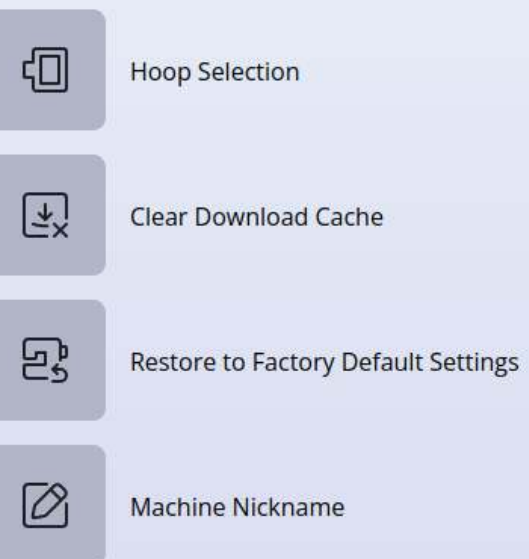 Hoop Selection
Clear Download Cache
Restore to Factory Default Settings
Machine Nickname